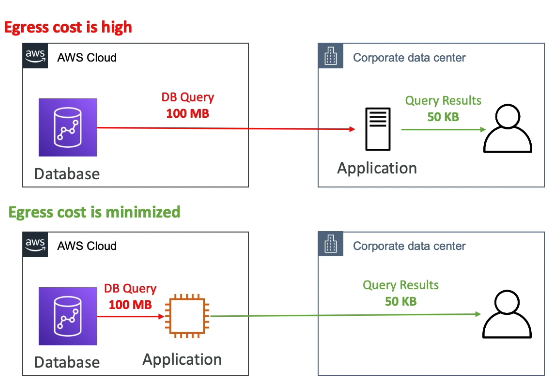 Egress cost is high
aws
AWS Cloud
Corporate data center
DB Query
100 MB
Query Results
50 KB
Database
Application
Egress cost is minimized
aws
AWS Cloud
Corporate data center
DB Query
100 MB
Query Results
50 KB
Database
Application